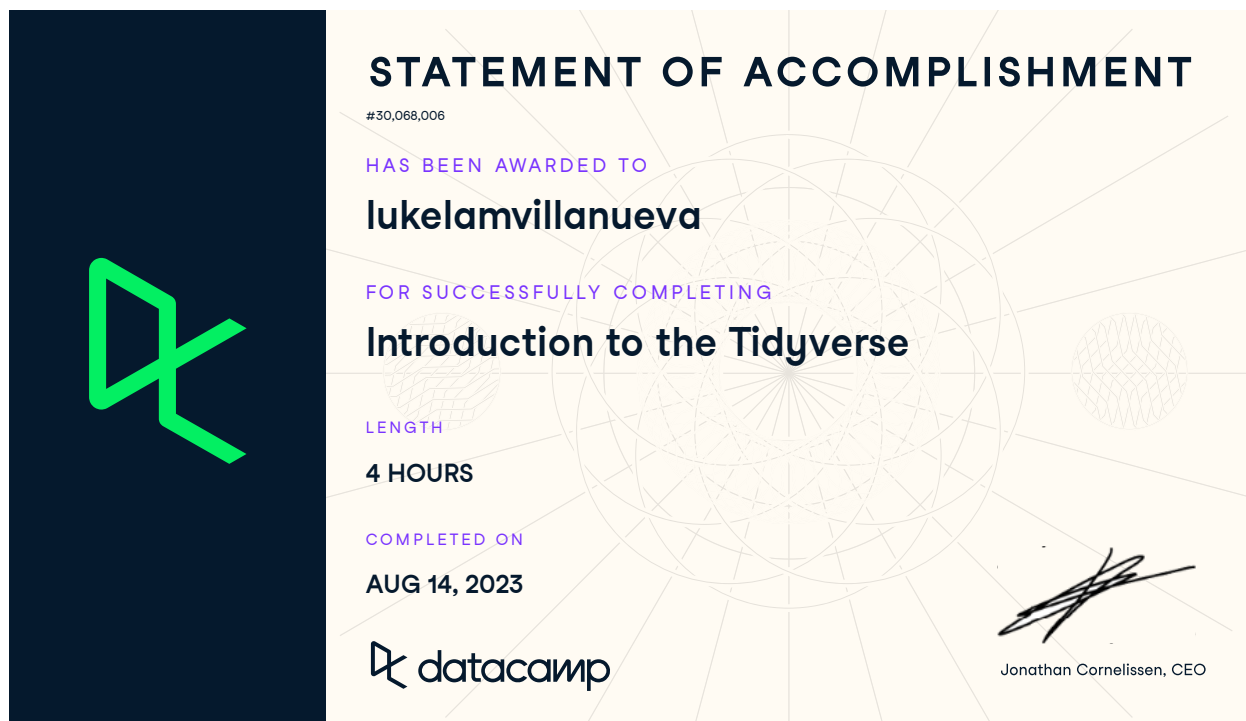 STATEMENT OF ACCOMPLISHMENT
#30,068,006
HAS BEEN AWARDED TO
lukelamvillanueva
FOR SUCCESSFULLY COMPLETING
Introduction to the Tidyverse
LENGTH
4 HOURS
COMPLETED ON
AUG 14, 2023
datacamp
Jonathan Cornelissen, CEO